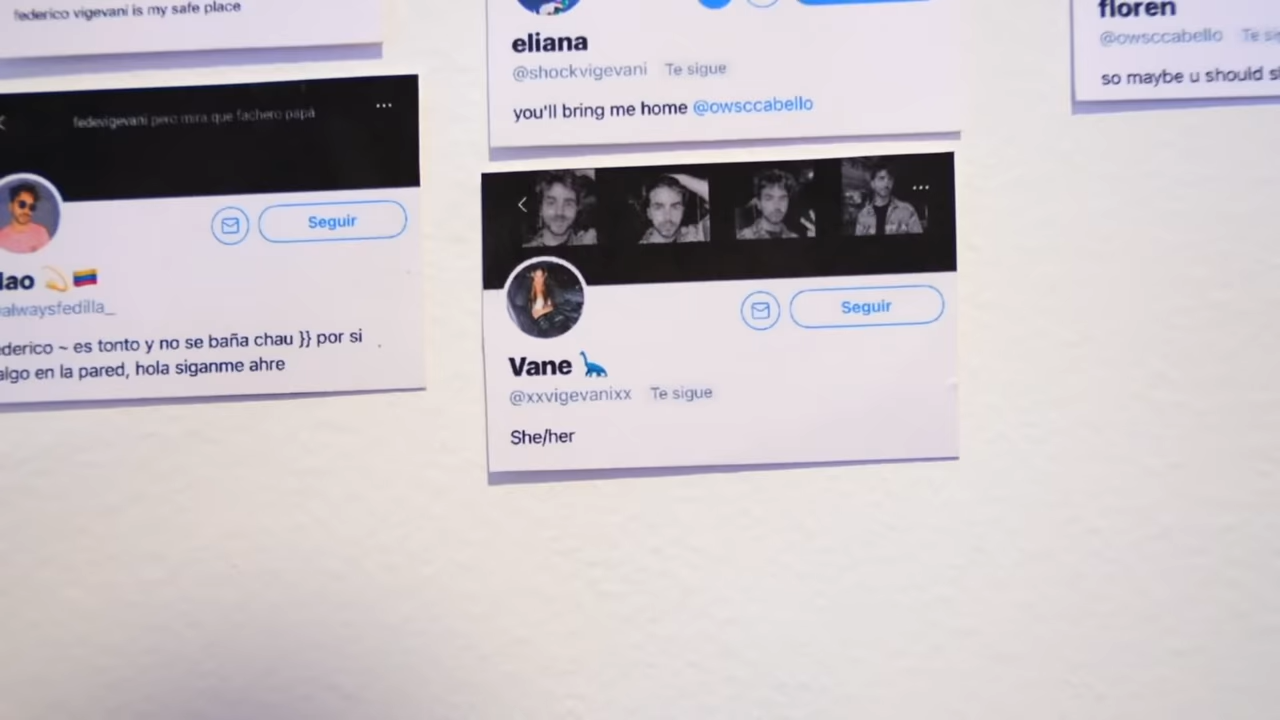 federico vigevani is my safe place
fedevigevani pero mira que fachero papá
Seguir
lao 💫🇻🇪
alwaysfedilla_
derico ~ es tonto y no se baña chau }} por si
algo en la pared, hola siganme ahre
eliana
@shockvigevani Te sigue
you'll bring me home @owsccabello
Seguir
Vane 🦕
@xxvigevanixx Te sigue
She/her
floren
@owsccabello Te
so maybe u should